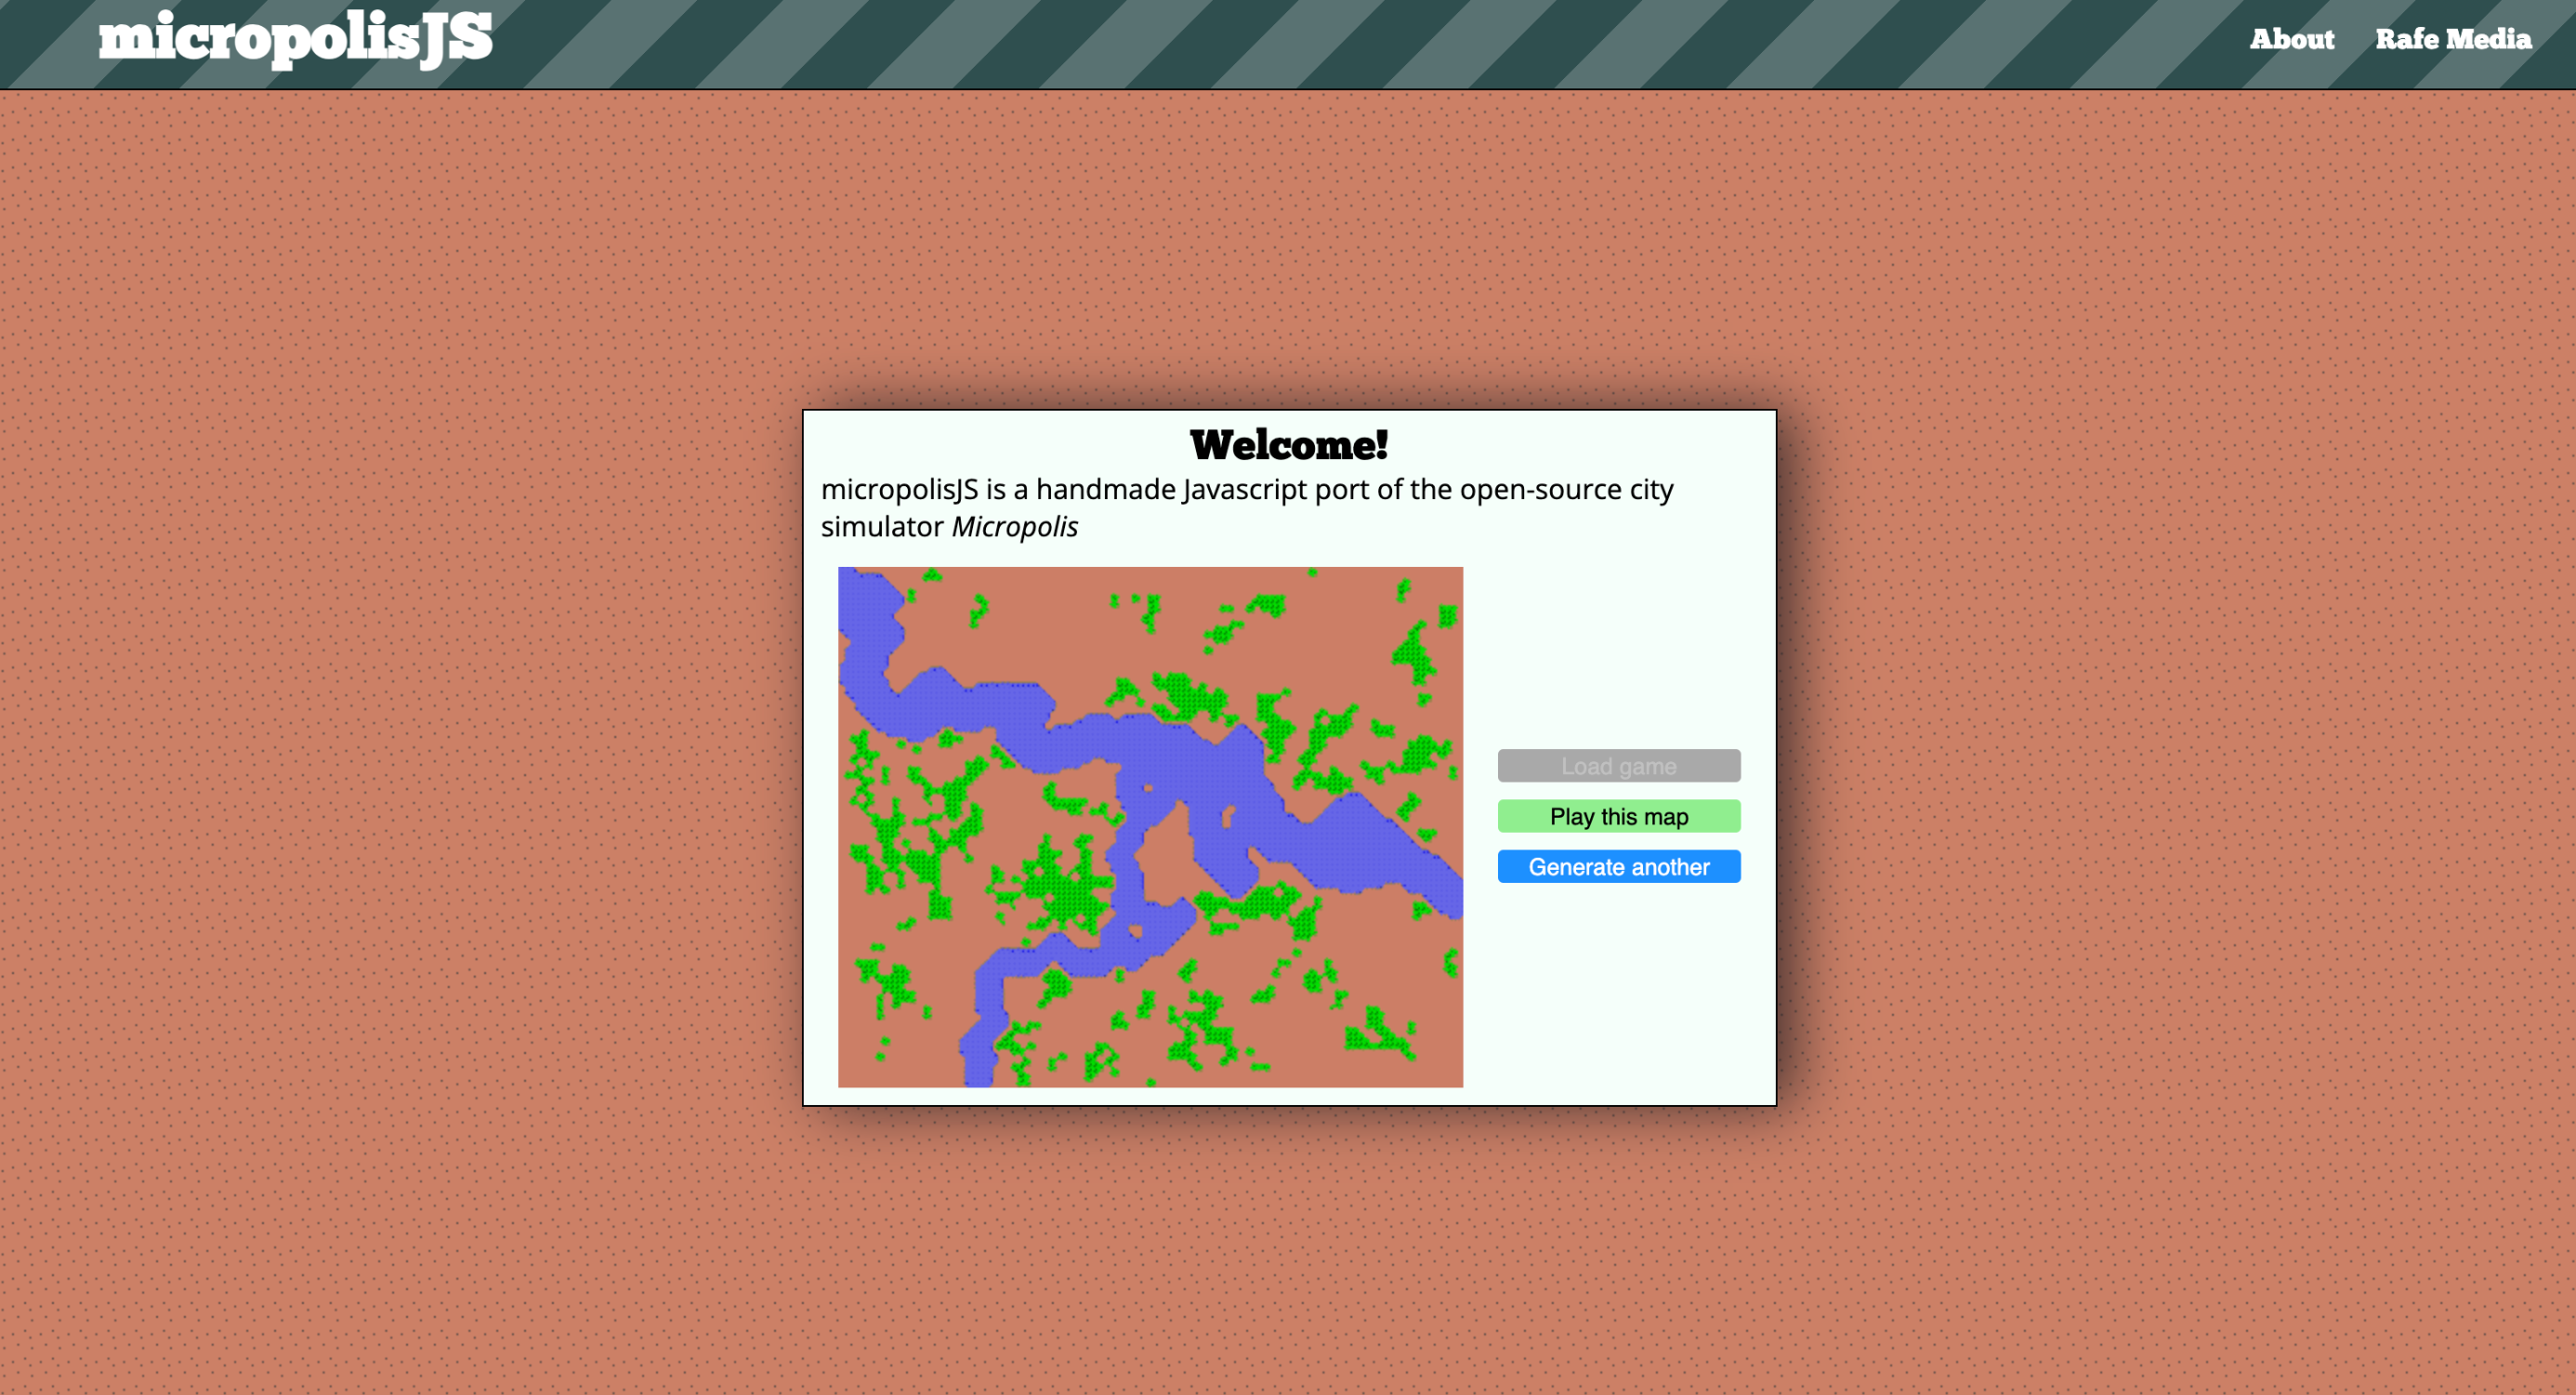 micropolisJS
About
Rafe Media
Welcome!
micropolisJS is a handmade Javascript port of the open-source city
simulator Micropolis
Load game
Play this map
Generate another